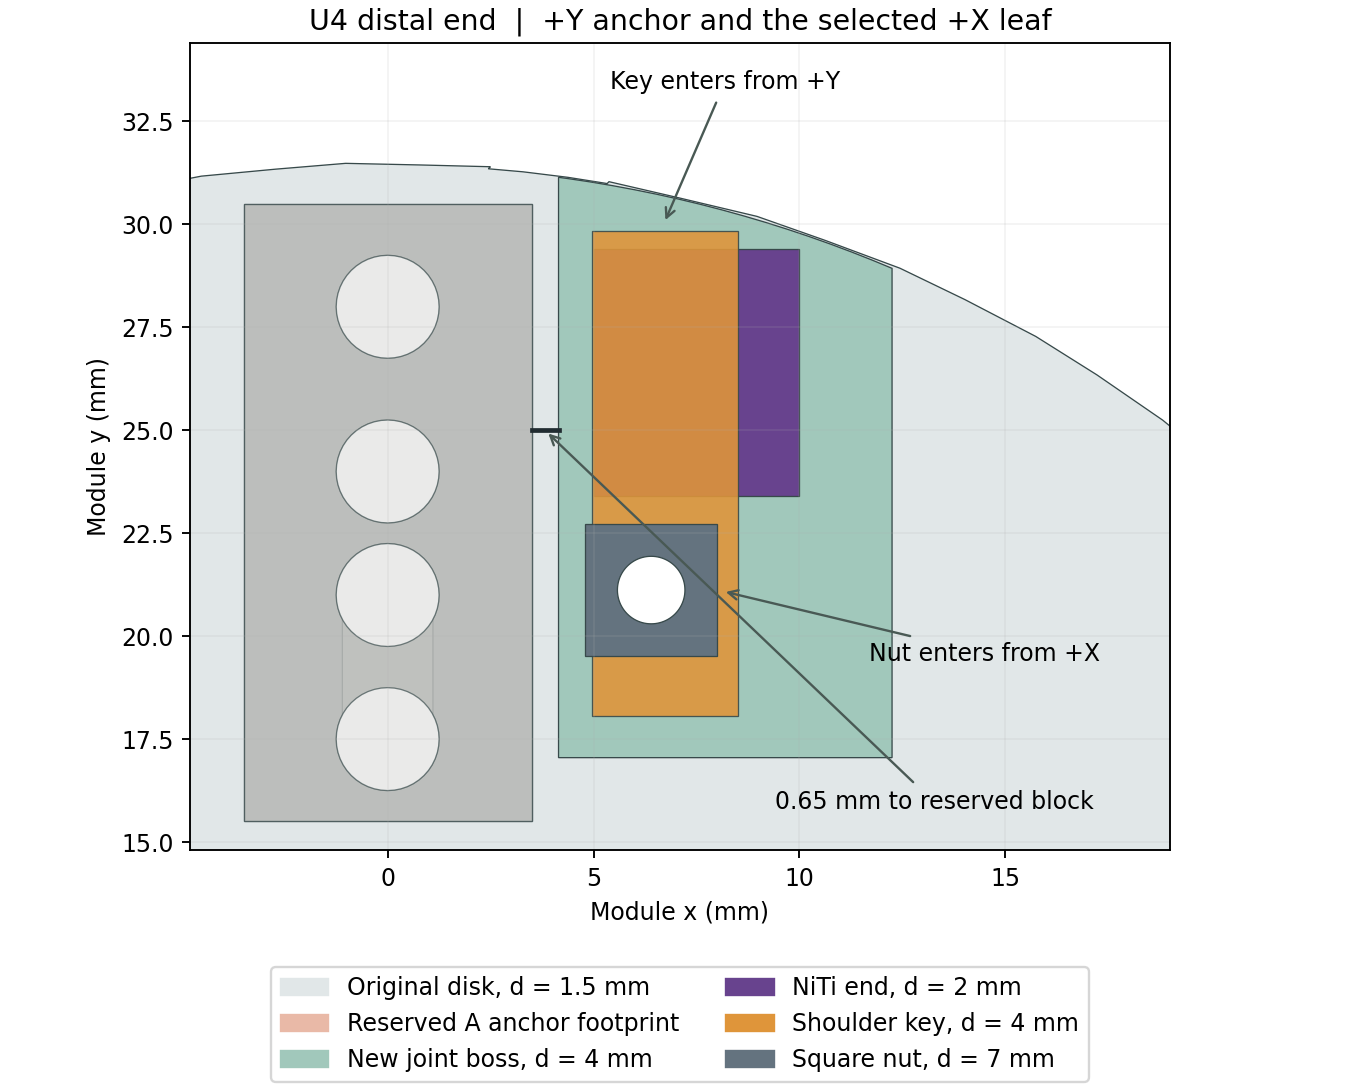 U4 distal end | +Y anchor and the selected +X leaf
Key enters from +Y
32.5
30.0
27.5
25.0
22.5
20.0
17.5
15.0
Module y (mm)
Nut enters from +X
0.65 mm to reserved block
0 5 10 15
Module x (mm)
Original disk, d = 1.5 mm
Reserved A anchor footprint
New joint boss, d = 4 mm
NiTi end, d = 2 mm
Shoulder key, d = 4 mm
Square nut, d = 7 mm